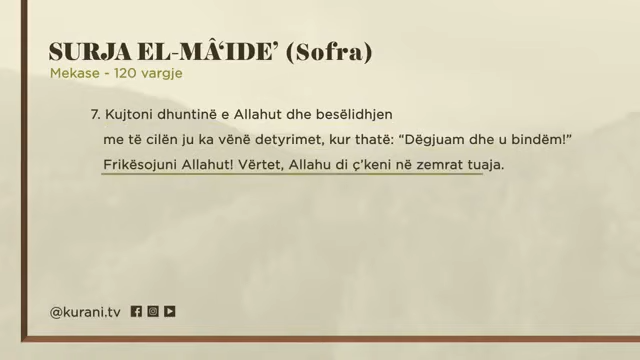 SURJA EL-MÂ‘IDE’ (Sofra)
Mekase - 120 vargje
7. Kujtoni dhuntinë e Allahut dhe besëlidhjen
me të cilën ju ka vënë detyrimet, kur thatë: “Dëgjuam dhe u bindëm!”
Frikësojuni Allahut! Vërtet, Allahu di ç’keni në zemrat tuaja.
@kurani.tv